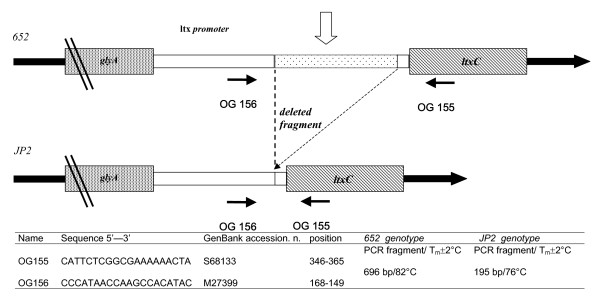 ltx promoter
652
glyA
ltxC
OG 156
OG 155
deleted
fragment
JP2
glyA
ltxC
OG 156 OG 155
Name Sequence 5'—3' GenBank accession. n. position 652 genotype JP2 genotype
PCR fragment/ Tm±2°C PCR fragment/ Tm±2°C
OG155 CATTCTCGGCGAAAAAACTA S68133 346-365
696 bp/82°C 195 bp/76°C
OG156 CCCATAACCAAGCCACATAC M27399 168-149